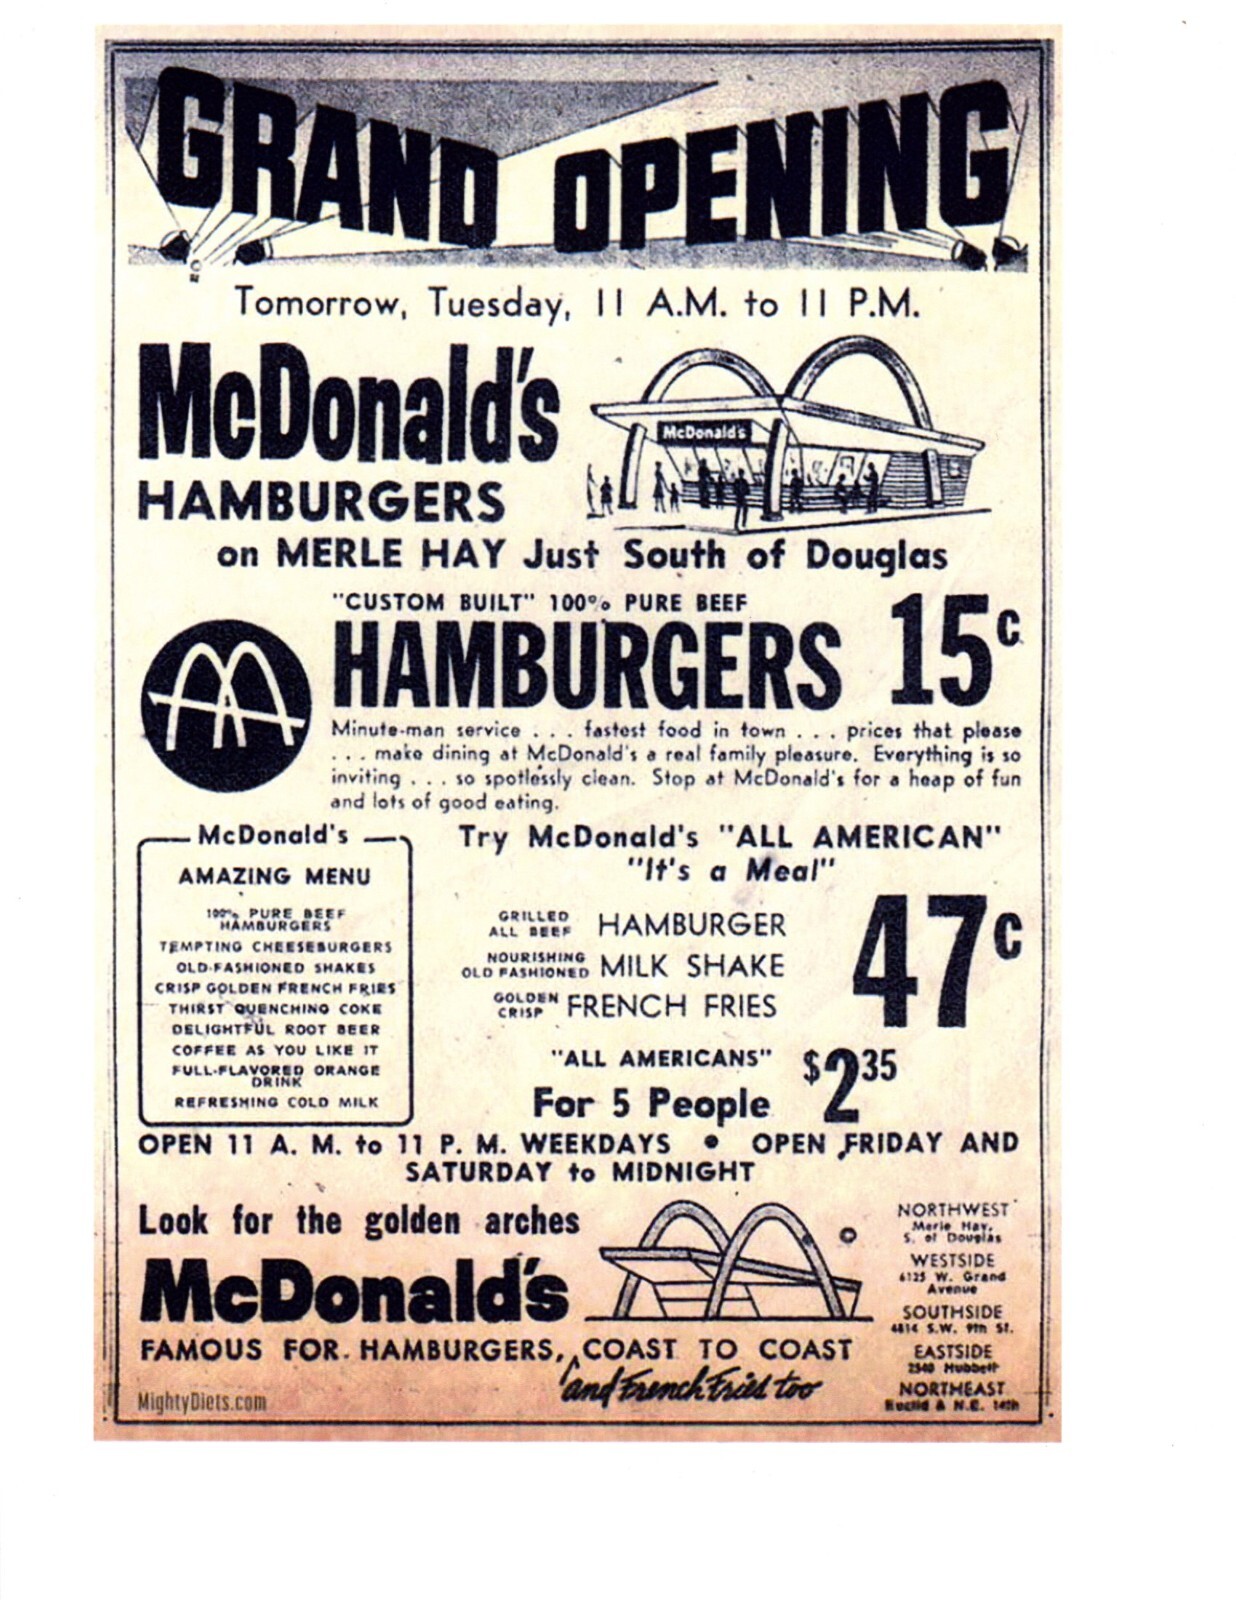 GRAND OPENING
Tomorrow, Tuesday, 11 A.M. to 11 P.M.
McDonald's
McDonald's
HAMBURGERS
on MERLE HAY Just South of Douglas
"CUSTOM BUILT" 100% PURE BEEF
HAMBURGERS 15c
Minute-man service . . . fastest food in town . . . prices that please
. . . make dining at McDonald's a real family pleasure. Everything is so
inviting . . . so spotlessly clean. Stop at McDonald's for a heap of fun
and lots of good eating.
McDonald's
AMAZING MENU
100% PURE BEEF
HAMBURGERS
TEMPTING CHEESEBURGERS
OLD-FASHIONED SHAKES
CRISP GOLDEN FRENCH FRIES
THIRST QUENCHING COKE
DELIGHTFUL ROOT BEER
COFFEE AS YOU LIKE IT
FULL-FLAVORED ORANGE
DRINK
REFRESHING COLD MILK
Try McDonald's "ALL AMERICAN"
"It's a Meal"
GRILLED
ALL BEEF HAMBURGER
NOURISHING
OLD FASHIONED MILK SHAKE
GOLDEN
CRISP FRENCH FRIES
47c
"ALL AMERICANS" $2 35
For 5 People
OPEN 11 A. M. to 11 P. M. WEEKDAYS • OPEN FRIDAY AND
SATURDAY to MIDNIGHT
Look for the golden arches
McDonald's
FAMOUS FOR HAMBURGERS, COAST TO COAST
and French Fries too
©
NORTHWEST
Merle Hay,
S. of Douglas
WESTSIDE
6125 W. Grand
Avenue
SOUTHSIDE
4814 S.W. 9th St.
EASTSIDE
2540 Hubbell
NORTHEAST
Euclid & N.E. 14th
MightyDiets.com